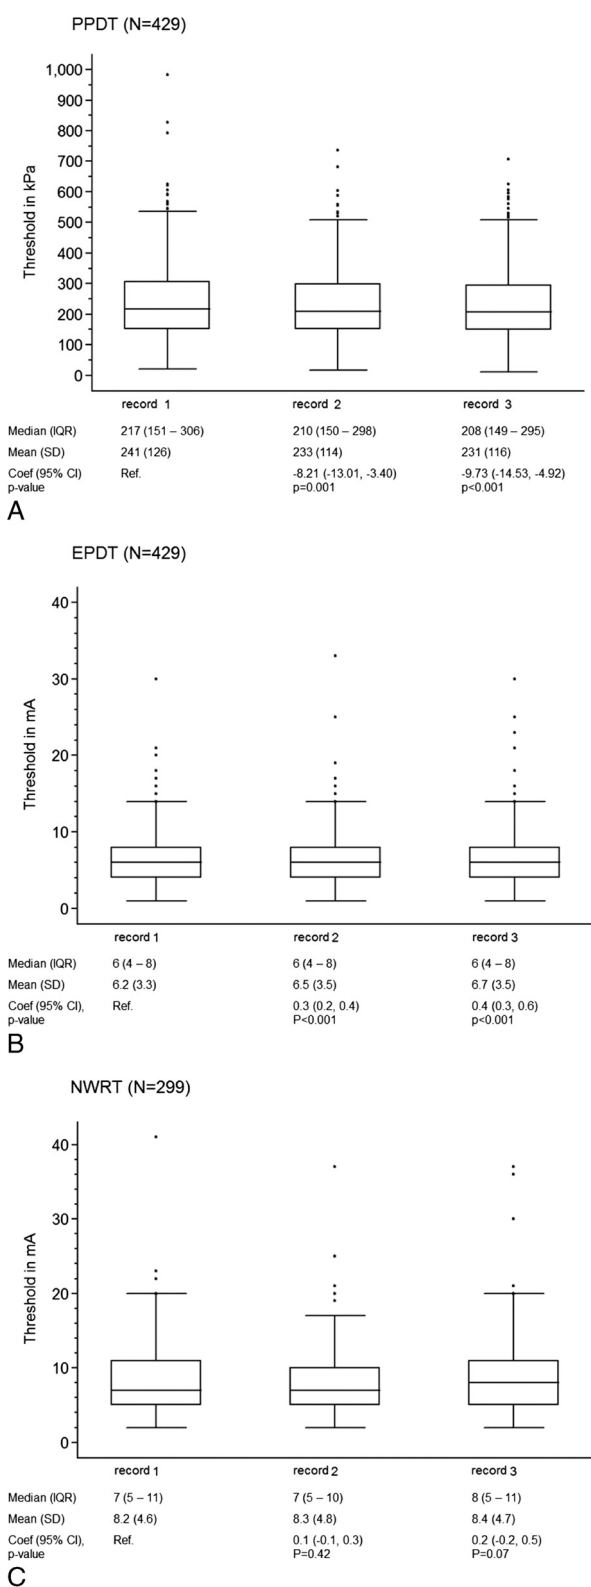 PPDT (N=429)
1,000
900
800
700
600
500
400
300
200
100
0
Threshold in kPa
record 1 record 2 record 3
Median (IQR) 217 (151 – 306) 210 (150 – 298) 208 (149 – 295)
Mean (SD) 241 (126) 233 (114) 231 (116)
Coef (95% CI) Ref. -8.21 (-13.01, -3.40) -9.73 (-14.53, -4.92)
p-value p=0.001 p<0.001
A
EPDT (N=429)
40
30
20
10
0
Threshold in mA
record 1 record 2 record 3
Median (IQR) 6 (4 – 8) 6 (4 – 8) 6 (4 – 8)
Mean (SD) 6.2 (3.3) 6.5 (3.5) 6.7 (3.5)
Coef (95% CI), Ref. 0.3 (0.2, 0.4) 0.4 (0.3, 0.6)
p-value P<0.001 p<0.001
B
NWRT (N=299)
40
30
20
10
0
Threshold in mA
record 1 record 2 record 3
Median (IQR) 7 (5 – 11) 7 (5 – 10) 8 (5 – 11)
Mean (SD) 8.2 (4.6) 8.3 (4.8) 8.4 (4.7)
Coef (95% CI), Ref. 0.1 (-0.1, 0.3) 0.2 (-0.2, 0.5)
p-value P=0.42 P=0.07
C